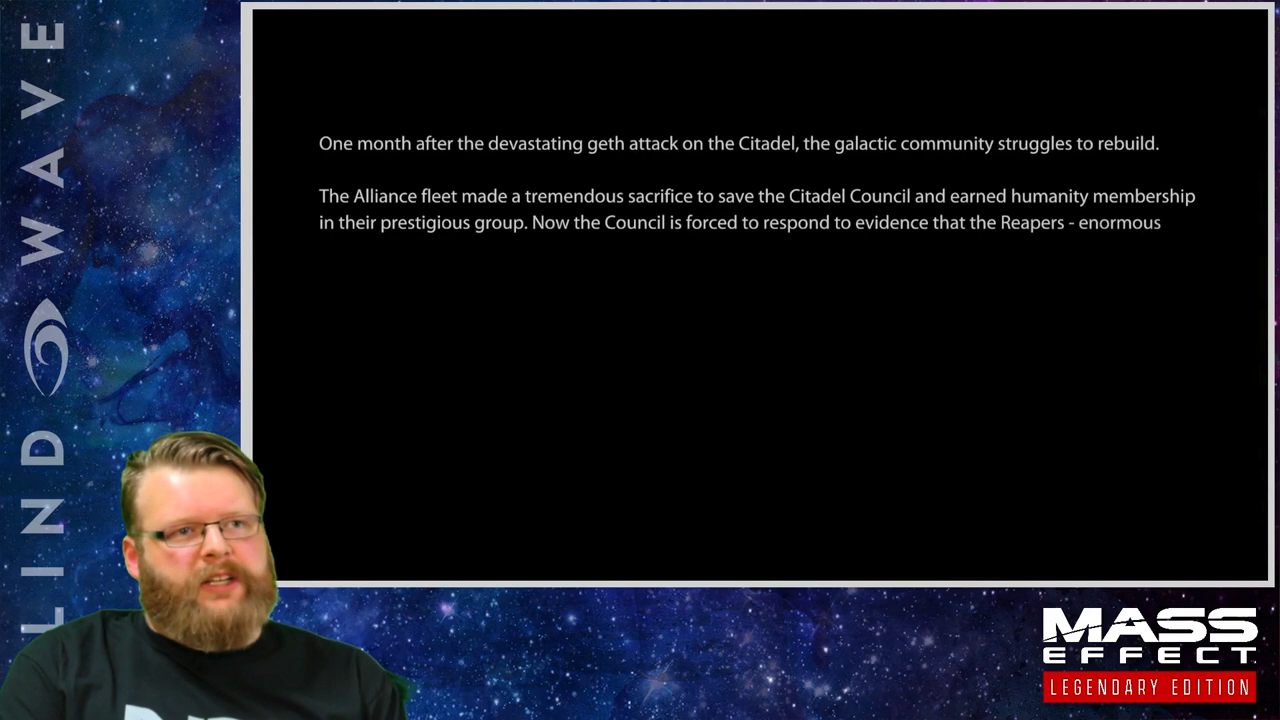 One month after the devastating geth attack on the Citadel, the galactic community struggles to rebuild.
The Alliance fleet made a tremendous sacrifice to save the Citadel Council and earned humanity membership
in their prestigious group. Now the Council is forced to respond to evidence that the Reapers - enormous
LIND WAVE
MASS
EFFECT
LEGENDARY EDITION